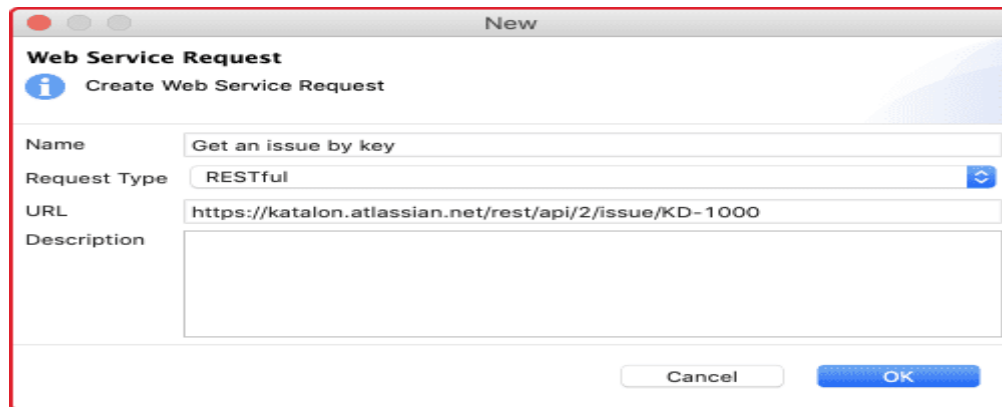 New
Web Service Request
Create Web Service Request
Name Get an issue by key
Request Type RESTful
URL https://katalon.atlassian.net/rest/api/2/issue/KD-1000
Description
Cancel OK